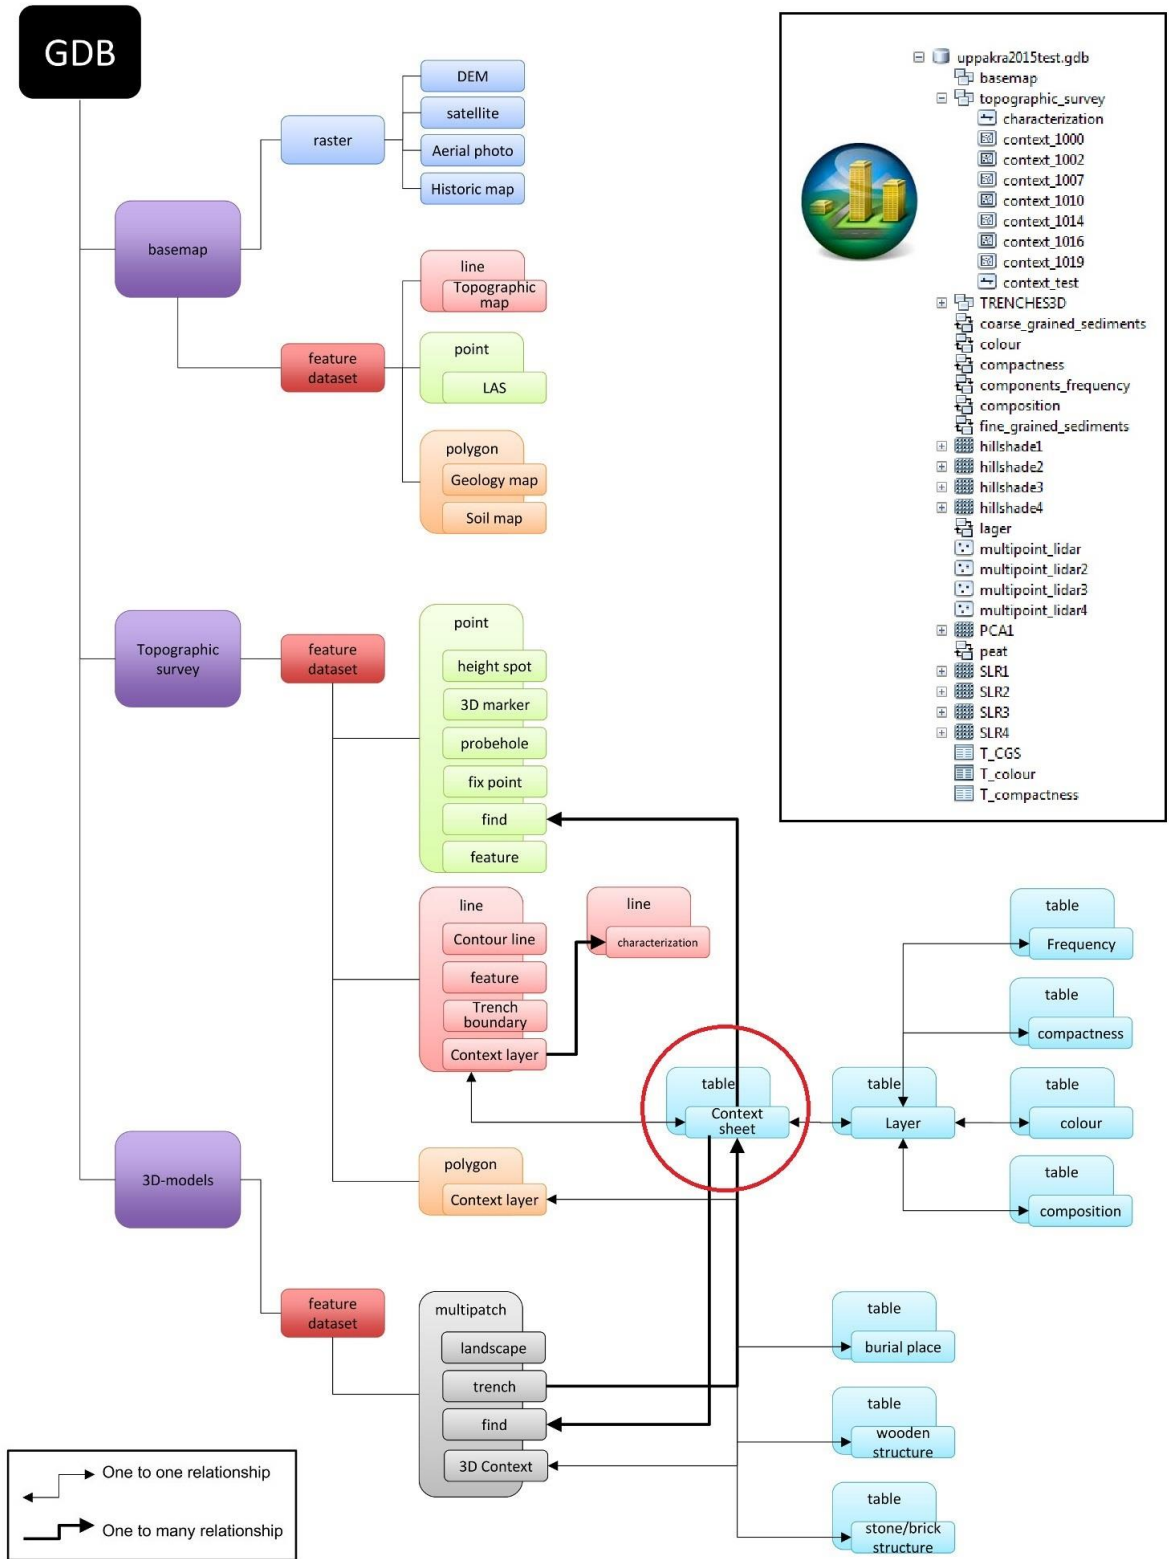 GDB
DEM
satellite
raster
Aerial photo
Historic map
basemap
line
Topographic
map
feature
dataset
point
LAS
polygon
Geology map
Soil map
Topographic
survey
feature
dataset
point
height spot
3D marker
probehole
fix point
find
feature
line
Contour line
feature
Trench
boundary
Context layer
line
characterization
table
Context
sheet
table
Layer
table
Frequency
table
compactness
table
colour
table
composition
polygon
Context layer
3D-models
feature
dataset
multipatch
landscape
trench
find
3D Context
table
burial place
table
wooden
structure
table
stone/brick
structure
One to one relationship
One to many relationship
uppakra2015test.gdb
basemap
topographic_survey
characterization
context_1000
context_1002
context_1007
context_1010
context_1014
context_1016
context_1019
context_test
TRENCHES3D
coarse_grained_sediments
colour
compactness
components_frequency
composition
fine_grained_sediments
hillshade1
hillshade2
hillshade3
hillshade4
lager
multipoint_lidar
multipoint_lidar2
multipoint_lidar3
multipoint_lidar4
PCA1
peat
SLR1
SLR2
SLR3
SLR4
T_CGS
T_colour
T_compactness